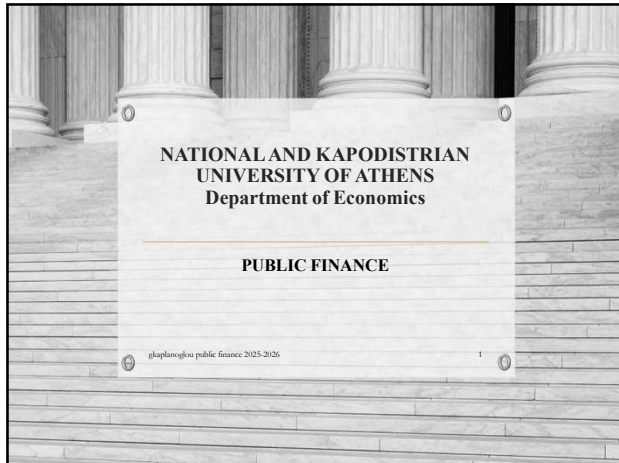 NATIONAL AND KAPODISTRIAN
UNIVERSITY OF ATHENS
Department of Economics
PUBLIC FINANCE
gkaplanoglou public finance 2025-2026
1